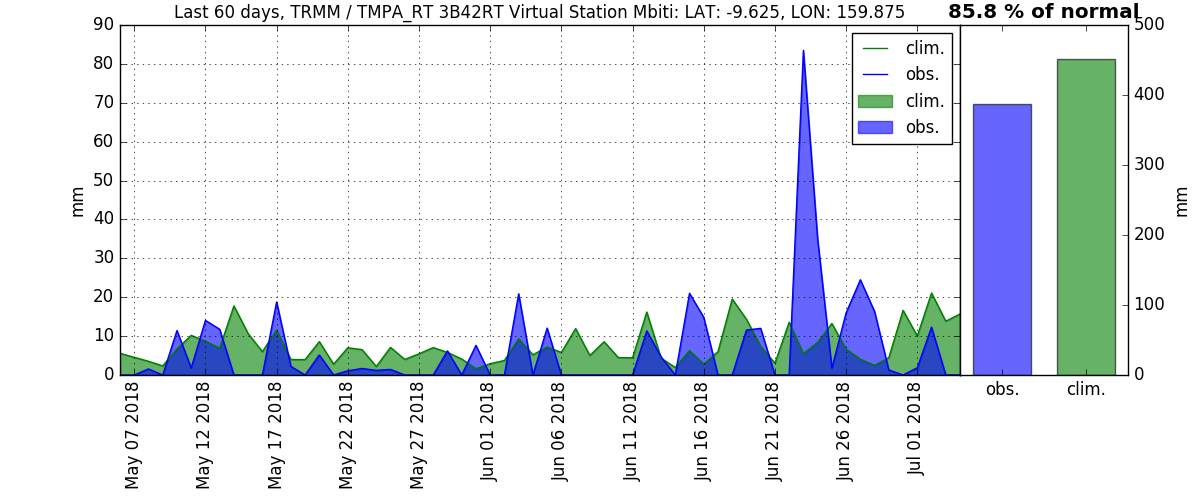 Last 60 days, TRMM / TMPA_RT 3B42RT Virtual Station Mbiti: LAT: -9.625, LON: 159.875
85.8 % of normal
90
80
70
60
50
40
30
20
10
0
mm
clim.
obs.
clim.
obs.
500
400
300
200
100
0
mm
obs.
clim.
May 07 2018
May 12 2018
May 17 2018
May 22 2018
May 27 2018
Jun 01 2018
Jun 06 2018
Jun 11 2018
Jun 16 2018
Jun 21 2018
Jun 26 2018
Jul 01 2018